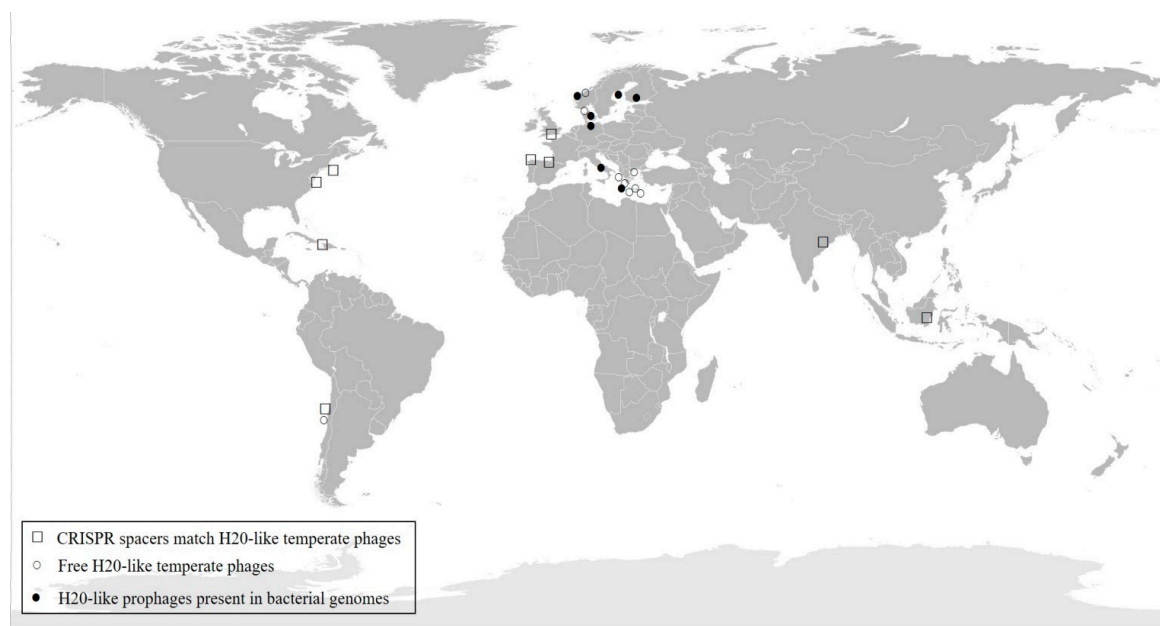 CRISPR spacers match H20-like temperate phages
Free H20-like temperate phages
H20-like prophages present in bacterial genomes